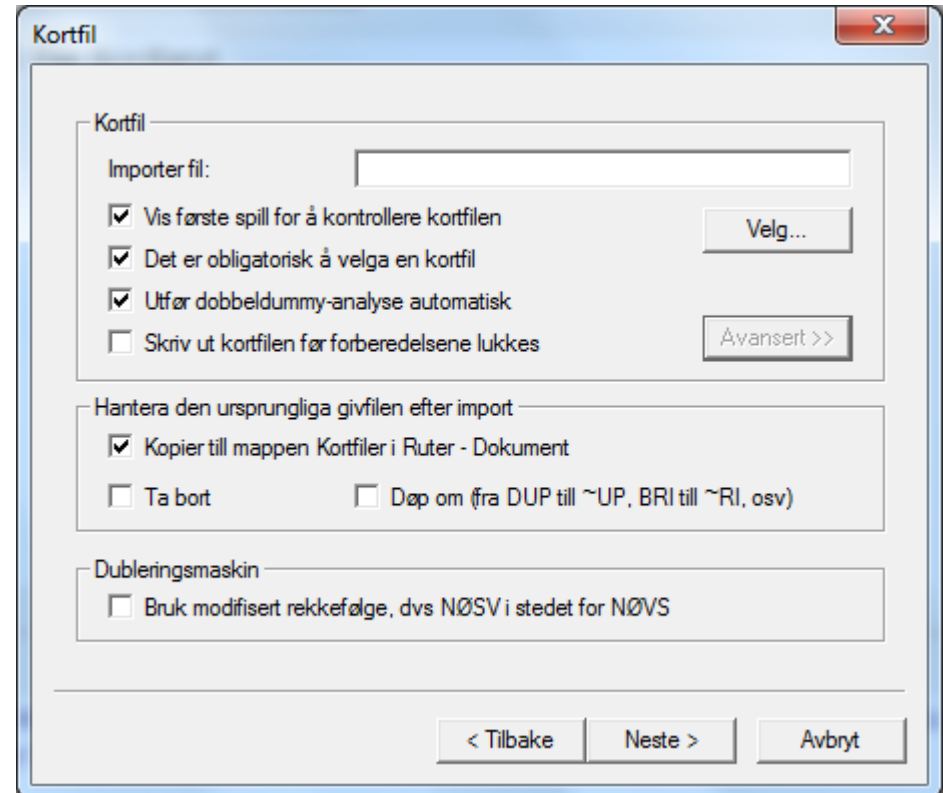 Kortfil
Kortfil
Importer fil:
Vis første spill for å kontrollere kortfilen
Velg...
Det er obligatorisk å velga en kortfil
Utfør dobbeldummy-analyse automatisk
Skriv ut kortfilen før forberedelsene lukkes
Avansert >>
Hantera den ursprungliga givfilen efter import
Kopier till mappen Kortfiler i Ruter - Dokument
Ta bort
Døp om (fra DUP till ~UP, BRI till ~RI, osv)
Dubleringsmaskin
Bruk modifisert rekkefølge, dvs NØSV i stedet for NØVS
< Tilbake
Neste >
Avbryt